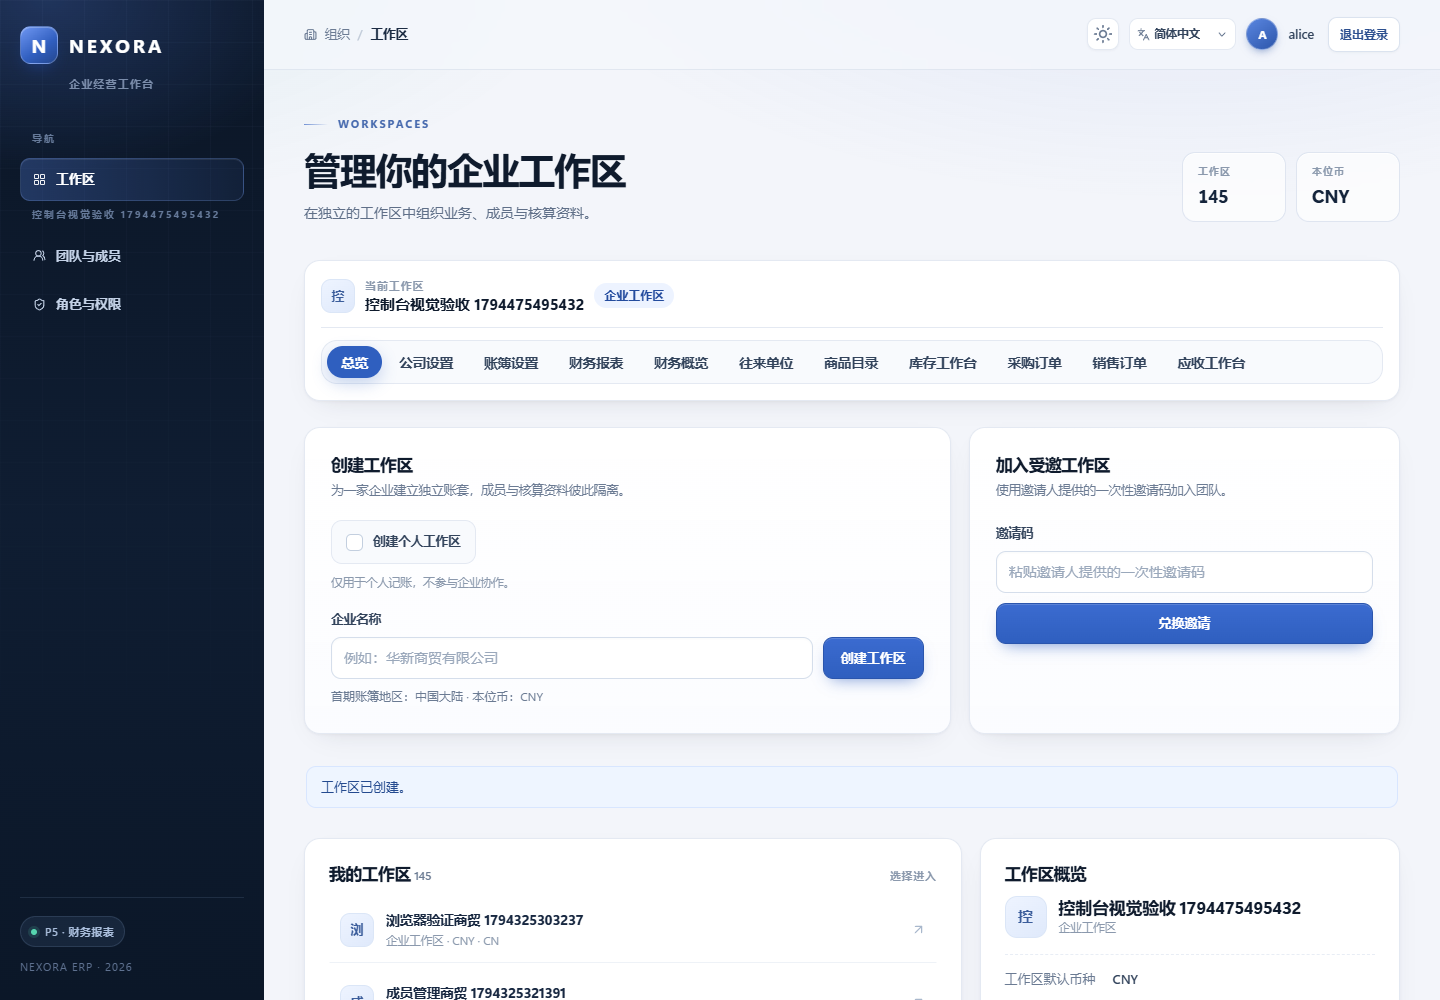 N NEXORA
企业经营工作台
导航
工作区
控制台视觉验收 1794475495432
团队与成员
角色与权限
P5 · 财务报表
NEXORA ERP · 2026
组织 / 工作区
简体中文
A alice
退出登录
WORKSPACES
管理你的企业工作区
在独立的工作区中组织业务、成员与核算资料。
工作区
145
本位币
CNY
控
当前工作区
控制台视觉验收 1794475495432
企业工作区
总览 公司设置 账簿设置 财务报表 财务概览 往来单位 商品目录 库存工作台 采购订单 销售订单 应收工作台
创建工作区
为一家企业建立独立账套，成员与核算资料彼此隔离。
创建个人工作区
仅用于个人记账，不参与企业协作。
企业名称
例如：华新商贸有限公司
创建工作区
首期账簿地区：中国大陆 · 本位币：CNY
加入受邀工作区
使用邀请人提供的一次性邀请码加入团队。
邀请码
粘贴邀请人提供的一次性邀请码
兑换邀请
工作区已创建。
我的工作区 145
选择进入
浏
浏览器验证商贸 1794325303237
企业工作区 · CNY · CN
成
成员管理商贸 1794325321391
工作区概览
控
控制台视觉验收 1794475495432
企业工作区
工作区默认币种 CNY